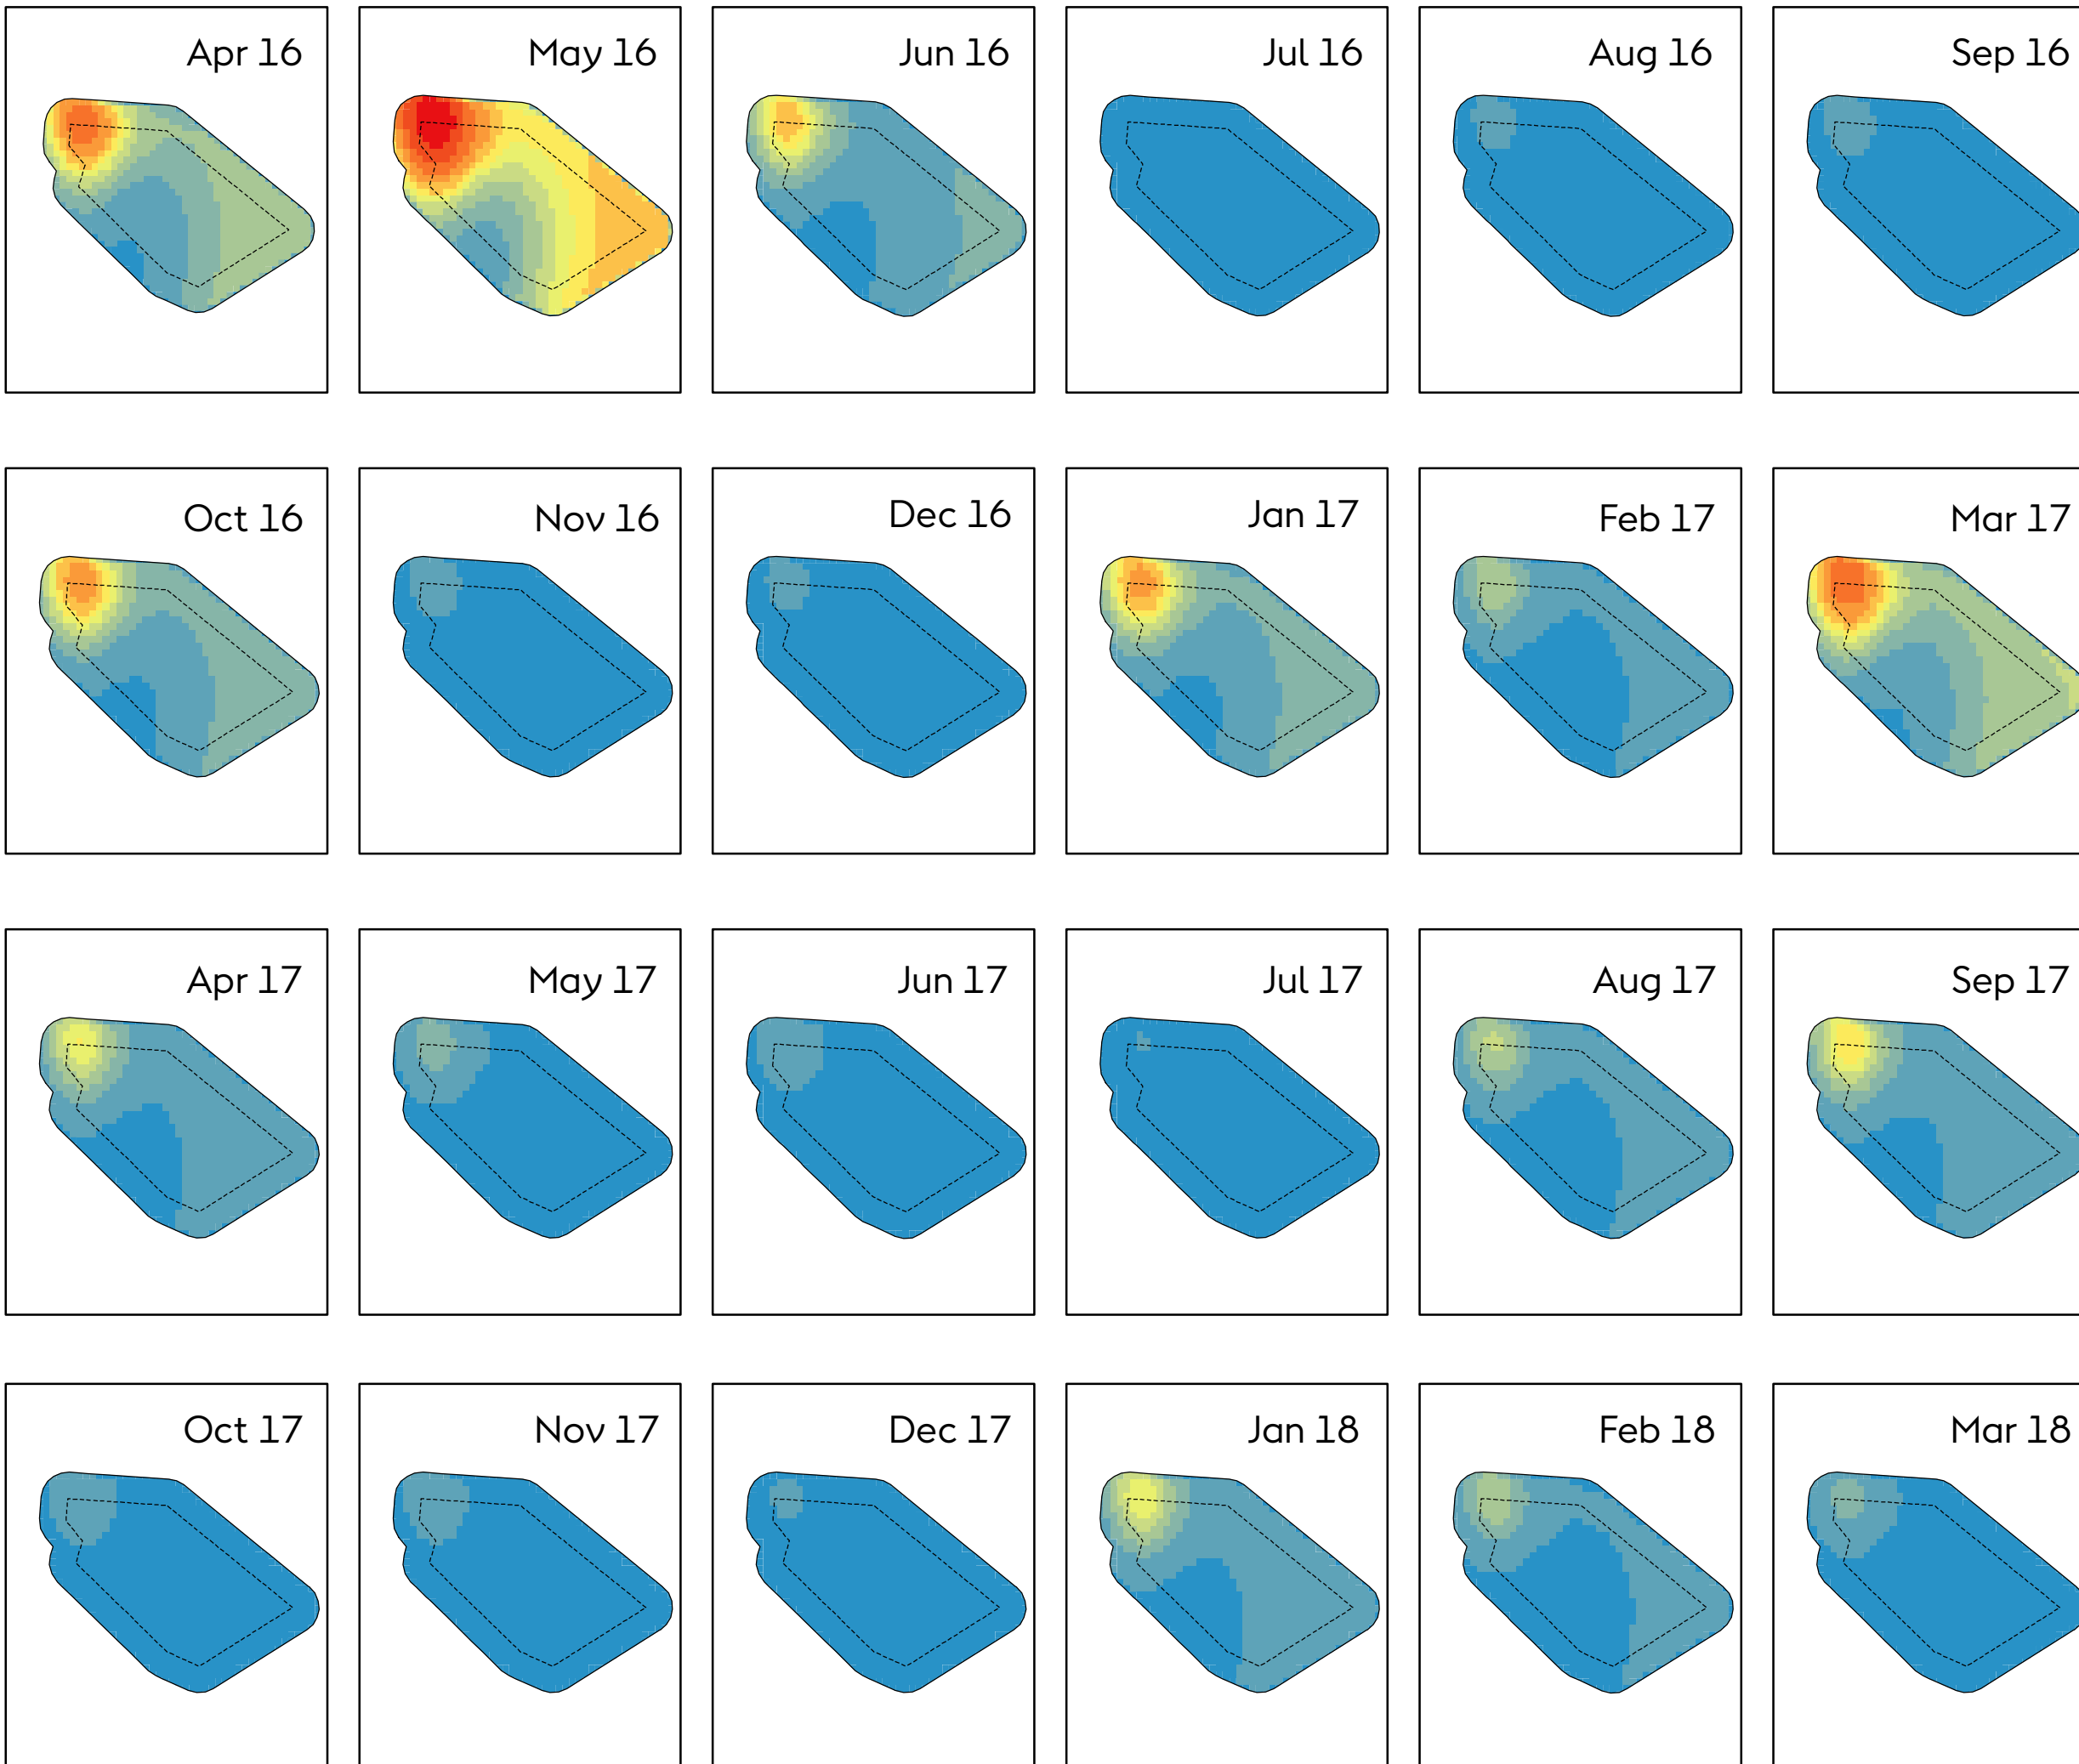 Apr 16
May 16
Jun 16
Jul 16
Aug 16
Sep 16
Oct 16
Nov 16
Dec 16
Jan 17
Feb 17
Mar 17
Apr 17
May 17
Jun 17
Jul 17
Aug 17
Sep 17
Oct 17
Nov 17
Dec 17
Jan 18
Feb 18
Mar 18